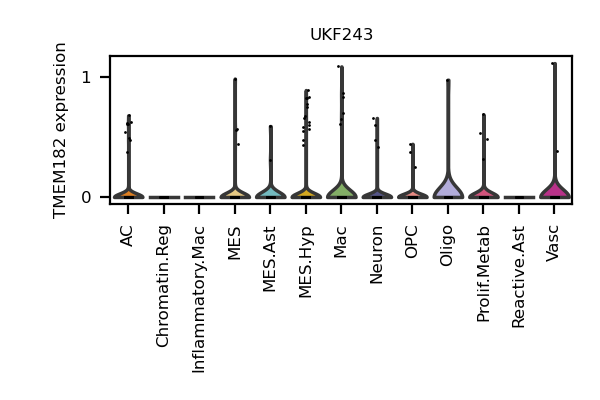 UKF243
TMEM182 expression
1
0
AC
Chromatin.Reg
Inflammatory.Mac
MES
MES.Ast
MES.Hyp
Mac
Neuron
OPC
Oligo
Prolif.Metab
Reactive.Ast
Vasc